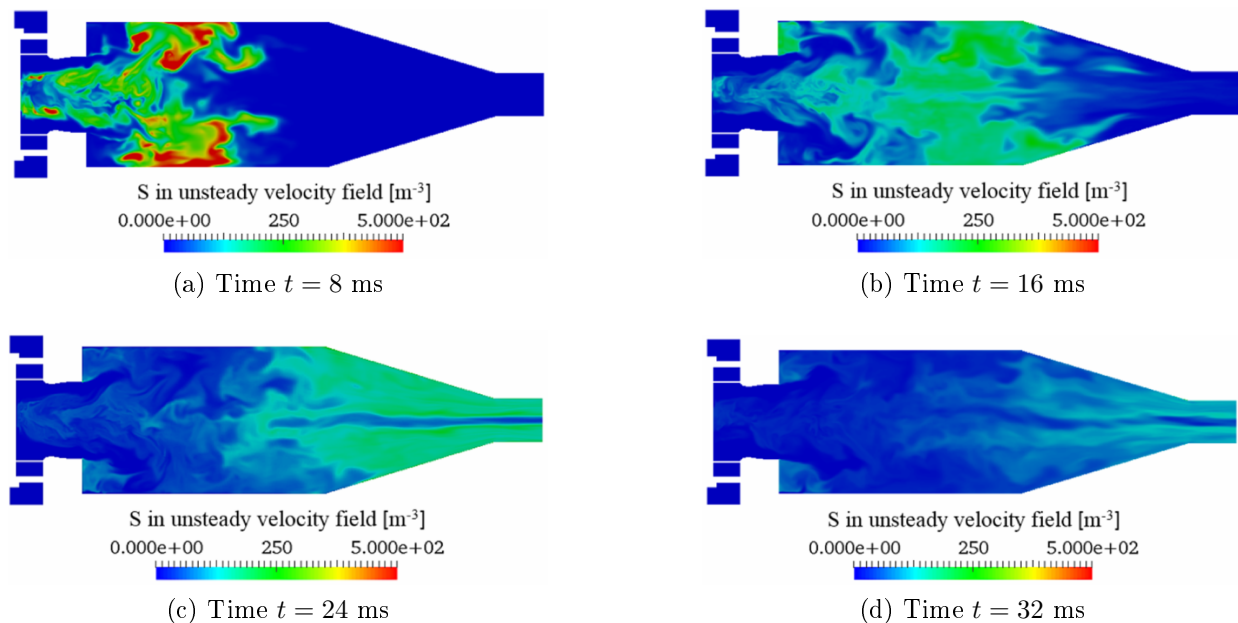 S in unsteady velocity field [m⁻³]
0.000e+00 250 5.000e+02
(a) Time t = 8 ms
S in unsteady velocity field [m⁻³]
0.000e+00 250 5.000e+02
(b) Time t = 16 ms
S in unsteady velocity field [m⁻³]
0.000e+00 250 5.000e+02
(c) Time t = 24 ms
S in unsteady velocity field [m⁻³]
0.000e+00 250 5.000e+02
(d) Time t = 32 ms